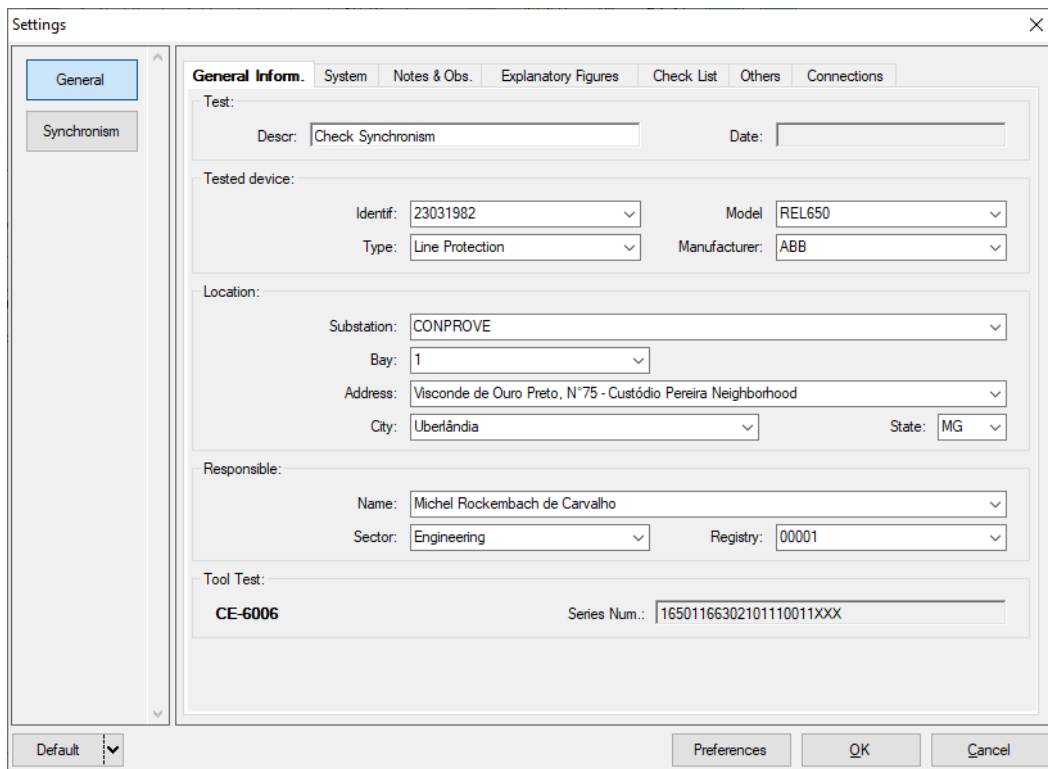 Settings
General
Synchronism
General Inform. System Notes & Obs. Explanatory Figures Check List Others Connections
Test:
Descr: Check Synchronism Date:
Tested device:
Identif: 23031982 Model REL650
Type: Line Protection Manufacturer: ABB
Location:
Substation: CONPROVE
Bay: 1
Address: Visconde de Ouro Preto, N°75 - Custódio Pereira Neighborhood
City: Uberlândia State: MG
Responsible:
Name: Michel Rockembach de Carvalho
Sector: Engineering Registry: 00001
Tool Test:
CE-6006 Series Num.: 16501166302101110011XXX
Default Preferences OK Cancel